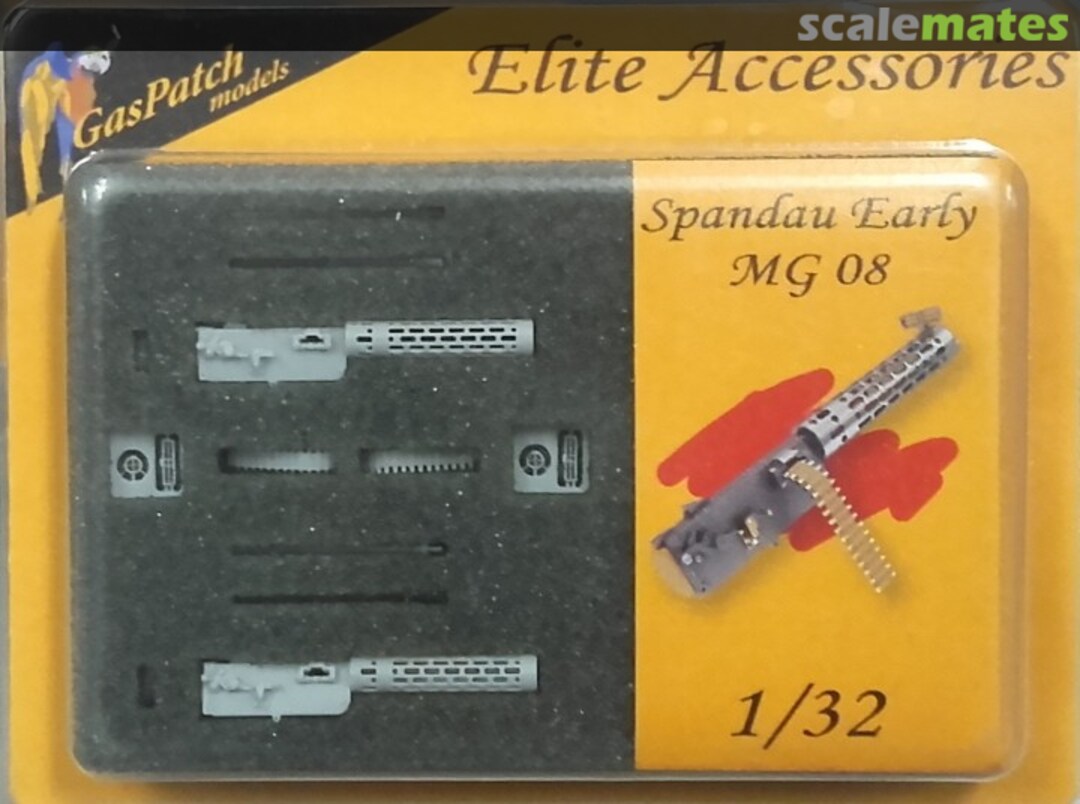 scalemates
Elite Accessories
GasPatch
models
Spandau Early
MG 08
1/32